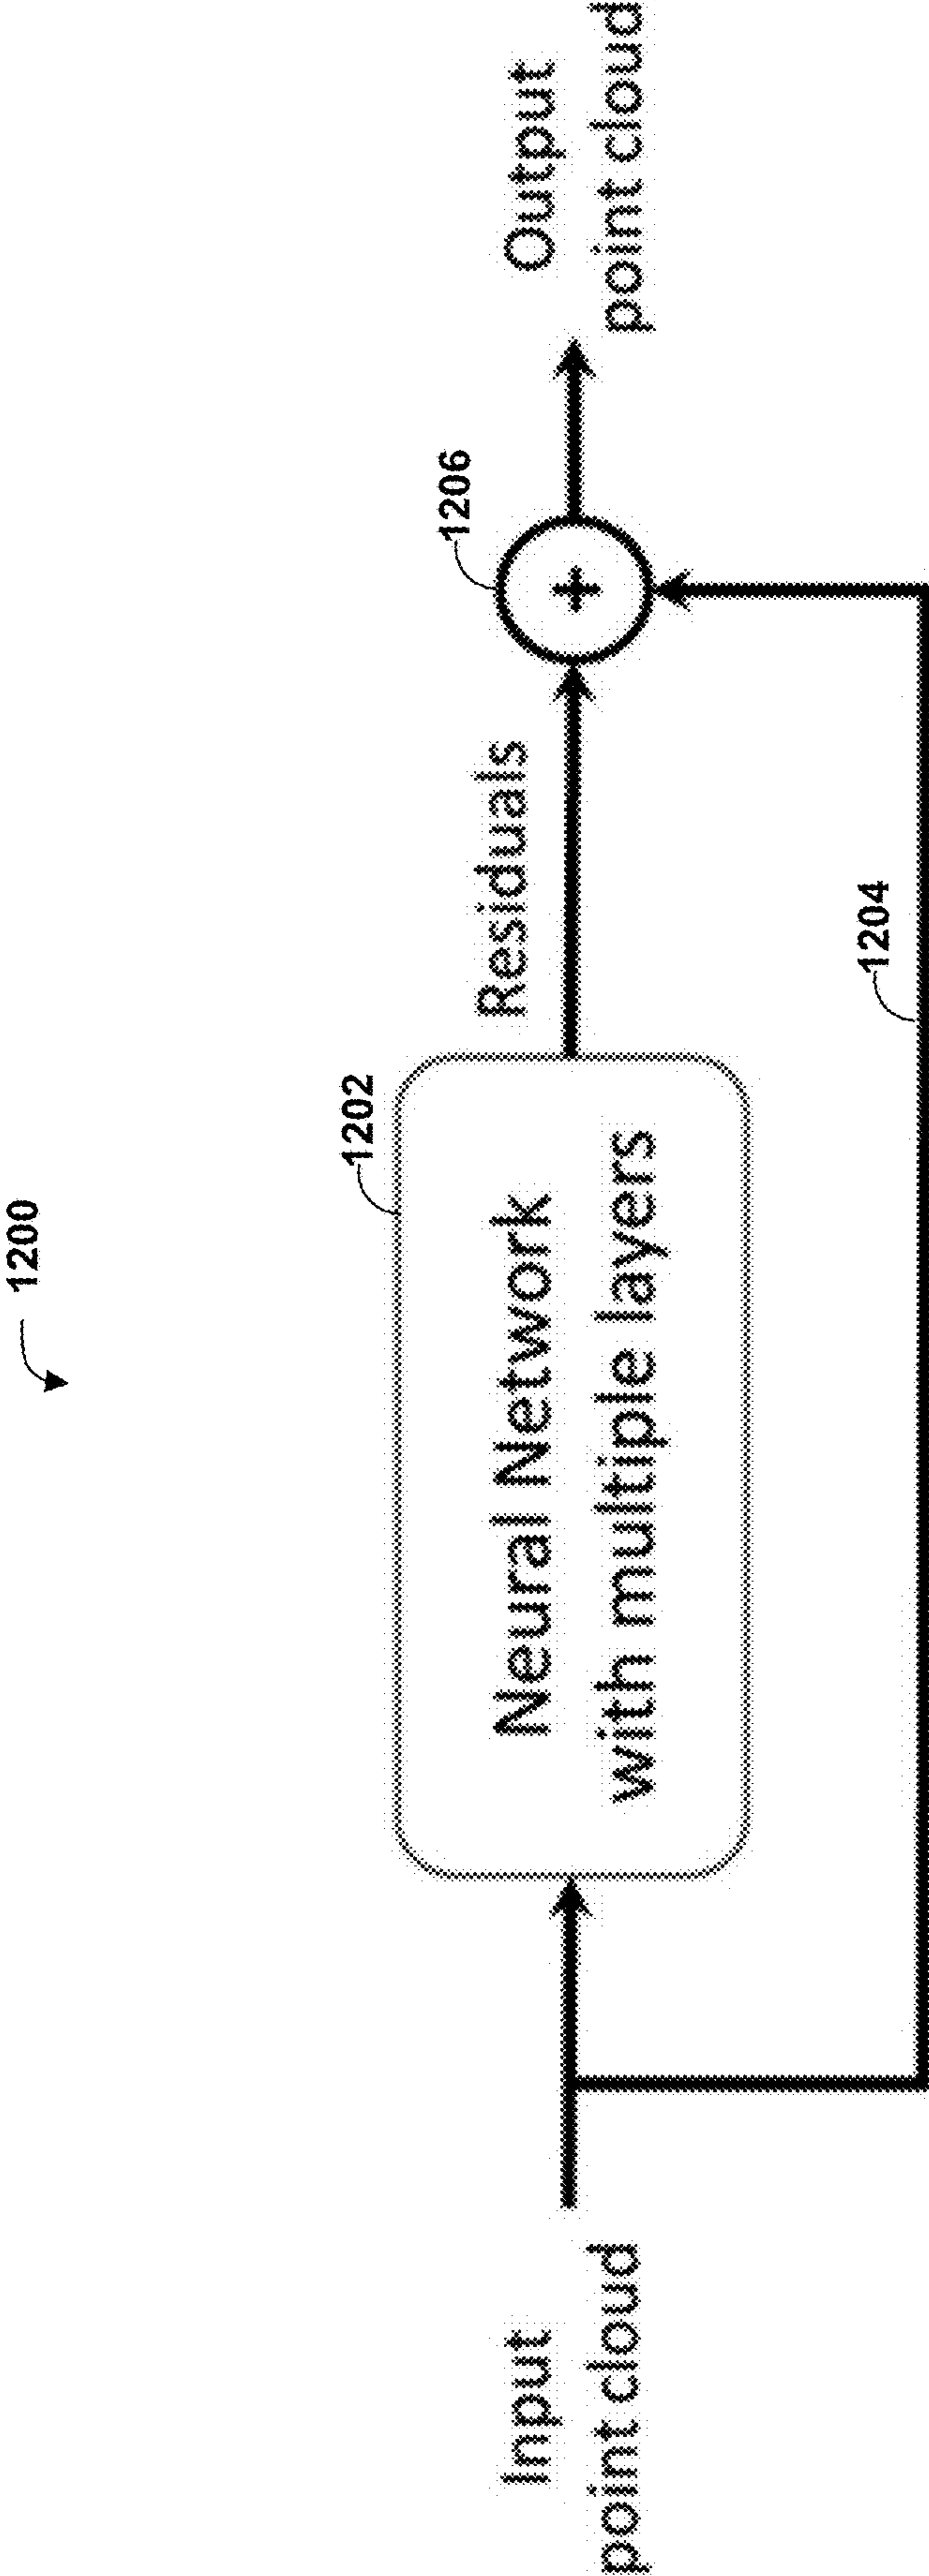 1200
Input
point cloud
1202
Neural Network
with multiple layers
Residuals
1204
1206
+
Output
point cloud